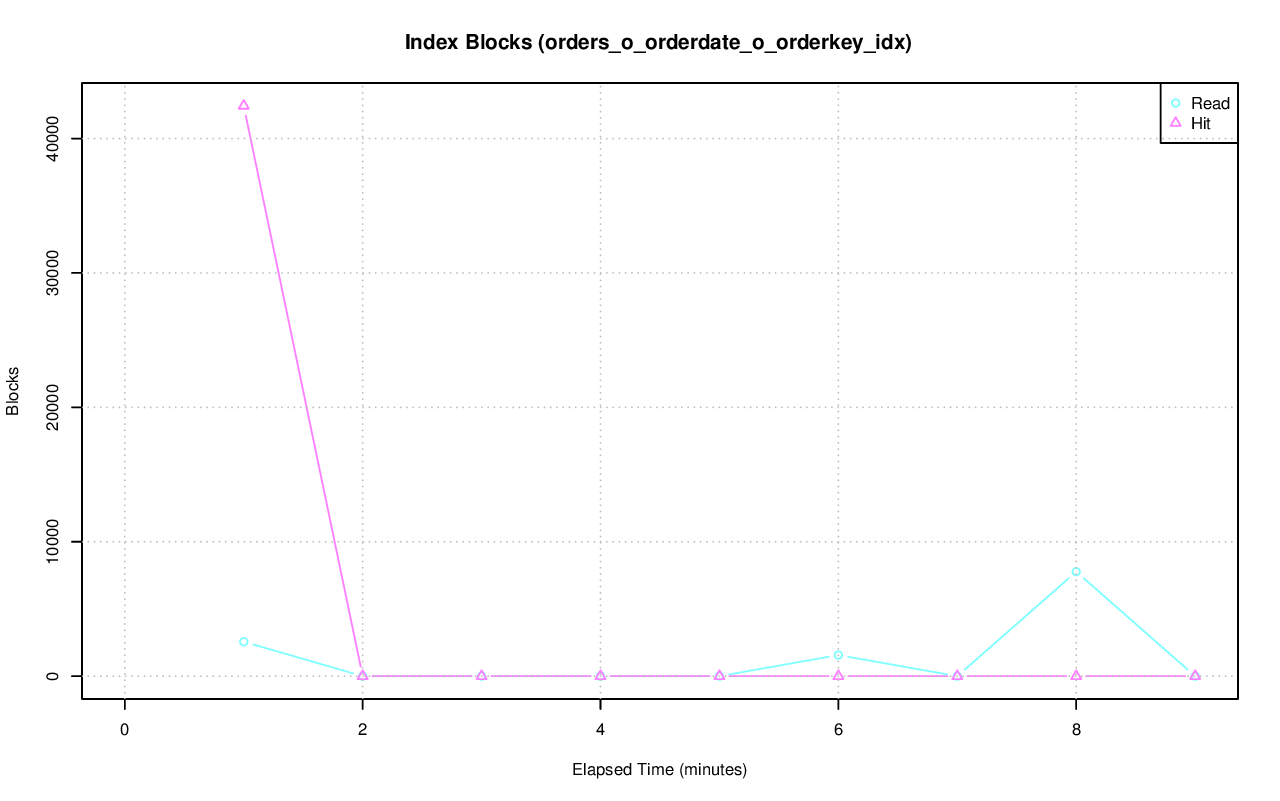 Index Blocks (orders_o_orderdate_o_orderkey_idx)
Read
Hit
Blocks
40000
30000
20000
10000
0
0 2 4 6 8
Elapsed Time (minutes)